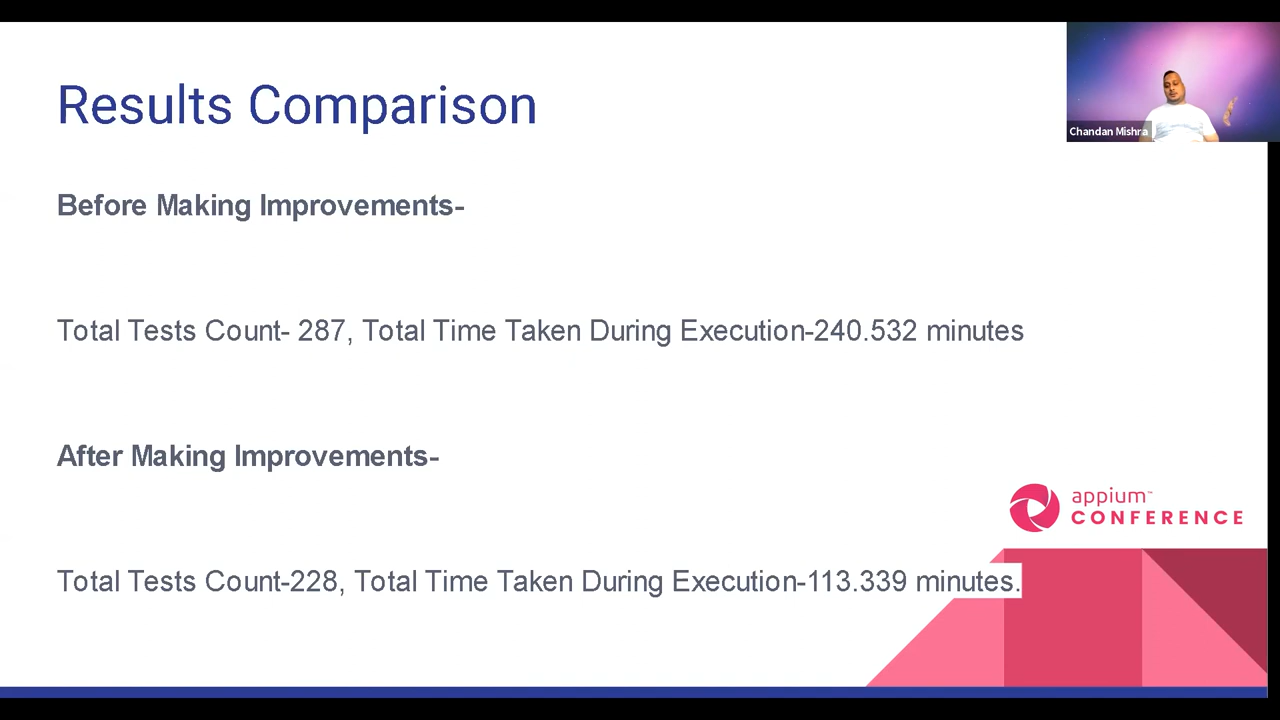 Results Comparison
Chandan Mishra
Before Making Improvements-
Total Tests Count- 287, Total Time Taken During Execution-240.532 minutes
After Making Improvements-
appium™
CONFERENCE
Total Tests Count-228, Total Time Taken During Execution-113.339 minutes.